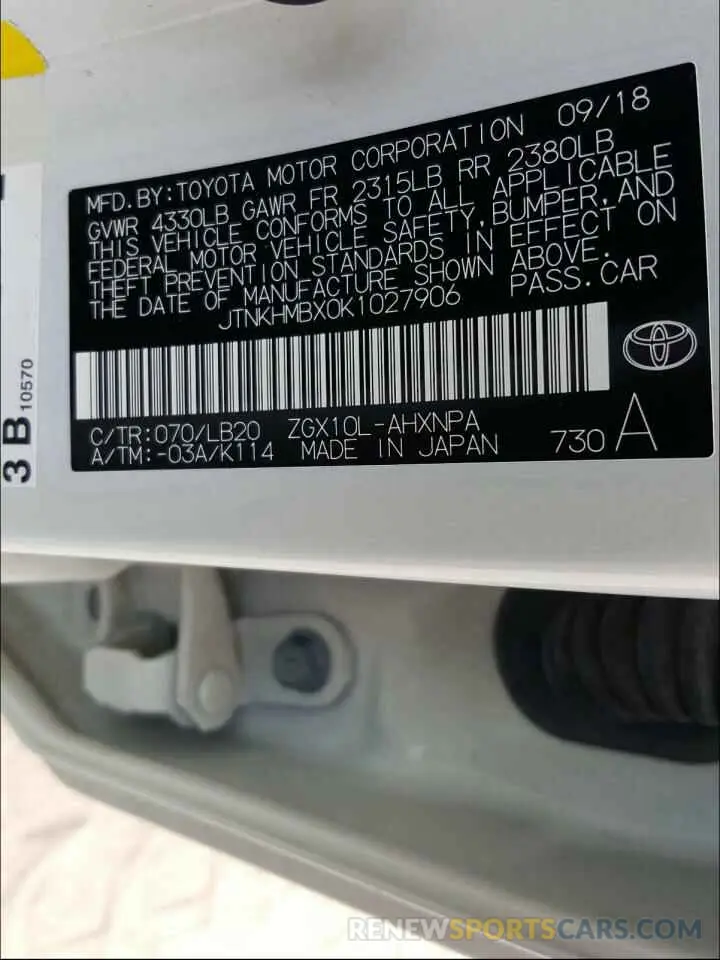 MFD.BY:TOYOTA MOTOR CORPORATION 09/18
GVWR 4330LB GAWR FR 2315LB RR 2380LB
THIS VEHICLE CONFORMS TO ALL APPLICABLE
FEDERAL MOTOR VEHICLE SAFETY,BUMPER,AND
THEFT PREVENTION STANDARDS IN EFFECT ON
THE DATE OF MANUFACTURE SHOWN ABOVE.
JTNKHMBX0K1027906 PASS.CAR
C/TR:070/LB20 ZGX10L-AHXNPA
A/TM:-03A/K114 MADE IN JAPAN 730 A
3 B 10570
RENEWSPORTSCARS.COM